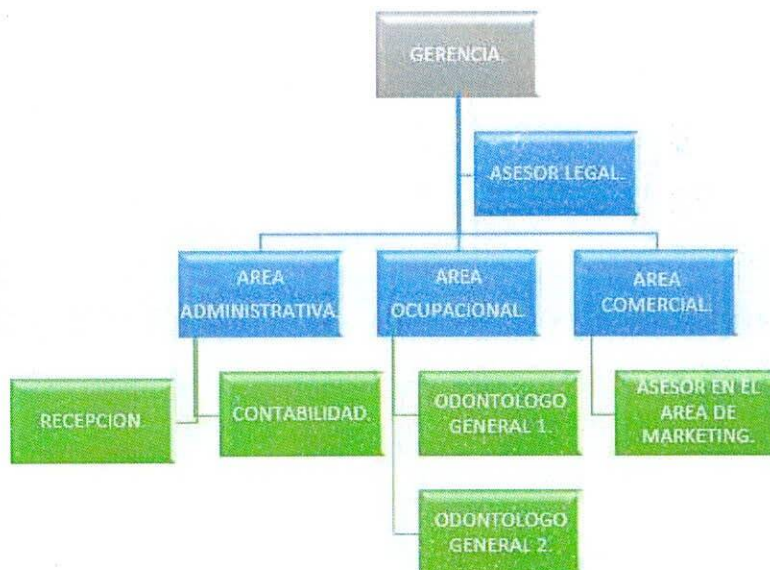 GERENCIA.
ASESOR LEGAL.
AREA
ADMINISTRATIVA.
AREA
OCUPACIONAL.
AREA
COMERCIAL.
RECEPCION.
CONTABILIDAD.
ODONTOLOGO
GENERAL 1.
ASESOR EN EL
AREA DE
MARKETING.
ODONTOLOGO
GENERAL 2.